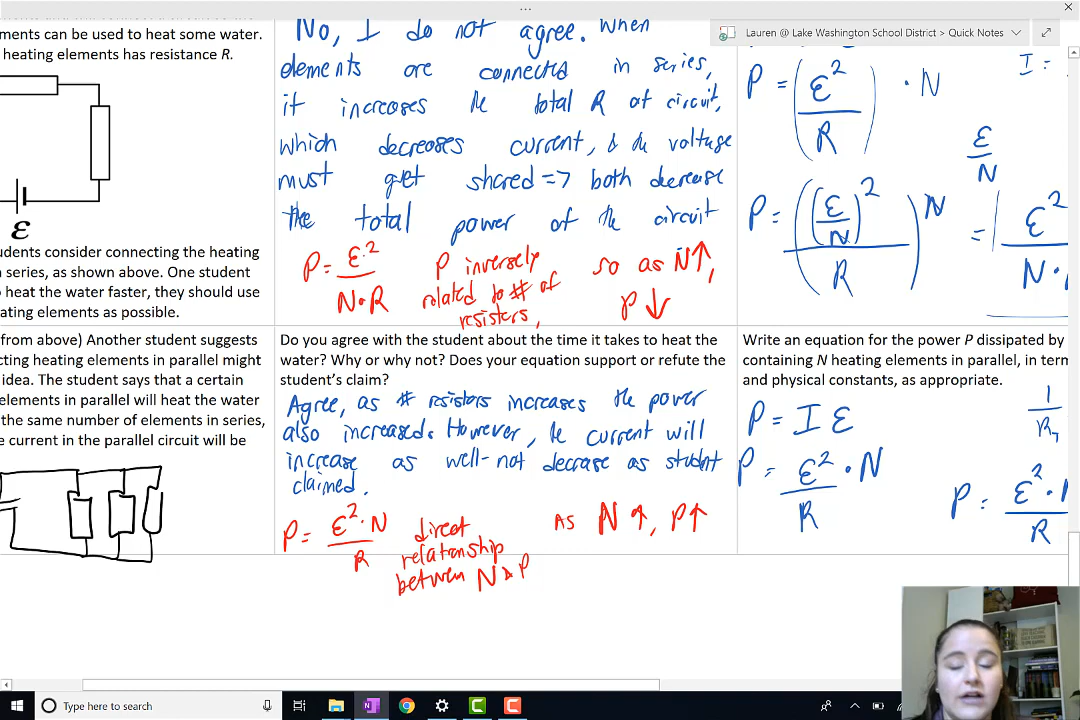 Lauren @ Lake Washington School District > Quick Notes
ments can be used to heat some water.
heating elements has resistance R.
ε
udents consider connecting the heating
n series, as shown above. One student
o heat the water faster, they should use
ating elements as possible.
No, I do not agree. When
elements are connected in series,
it increases the total R of circuit,
which decreases current, & the voltage
must get shared => both decrease
the total power of the circuit
P = ε²/(N•R)
P inversely
related to # of
resisters,
so as N↑,
P↓
P = (ε²/R) • N
I =
ε/N
P = ((ε/N)²/R) N = ε²/(N•
from above) Another student suggests
cting heating elements in parallel might
idea. The student says that a certain
elements in parallel will heat the water
the same number of elements in series,
e current in the parallel circuit will be
Do you agree with the student about the time it takes to heat the
water? Why or why not? Does your equation support or refute the
student's claim?
Agree, as # resistors increases the power
also increased. However, the current will
increase as well-not decrease as student
claimed.
P = ε²•N/R
direct
relationship
between N & P
As N↑, P↑
Write an equation for the power P dissipated by
containing N heating elements in parallel, in term
and physical constants, as appropriate.
P = I ε
P = ε²/R • N
P = ε²•N/R
Type here to search